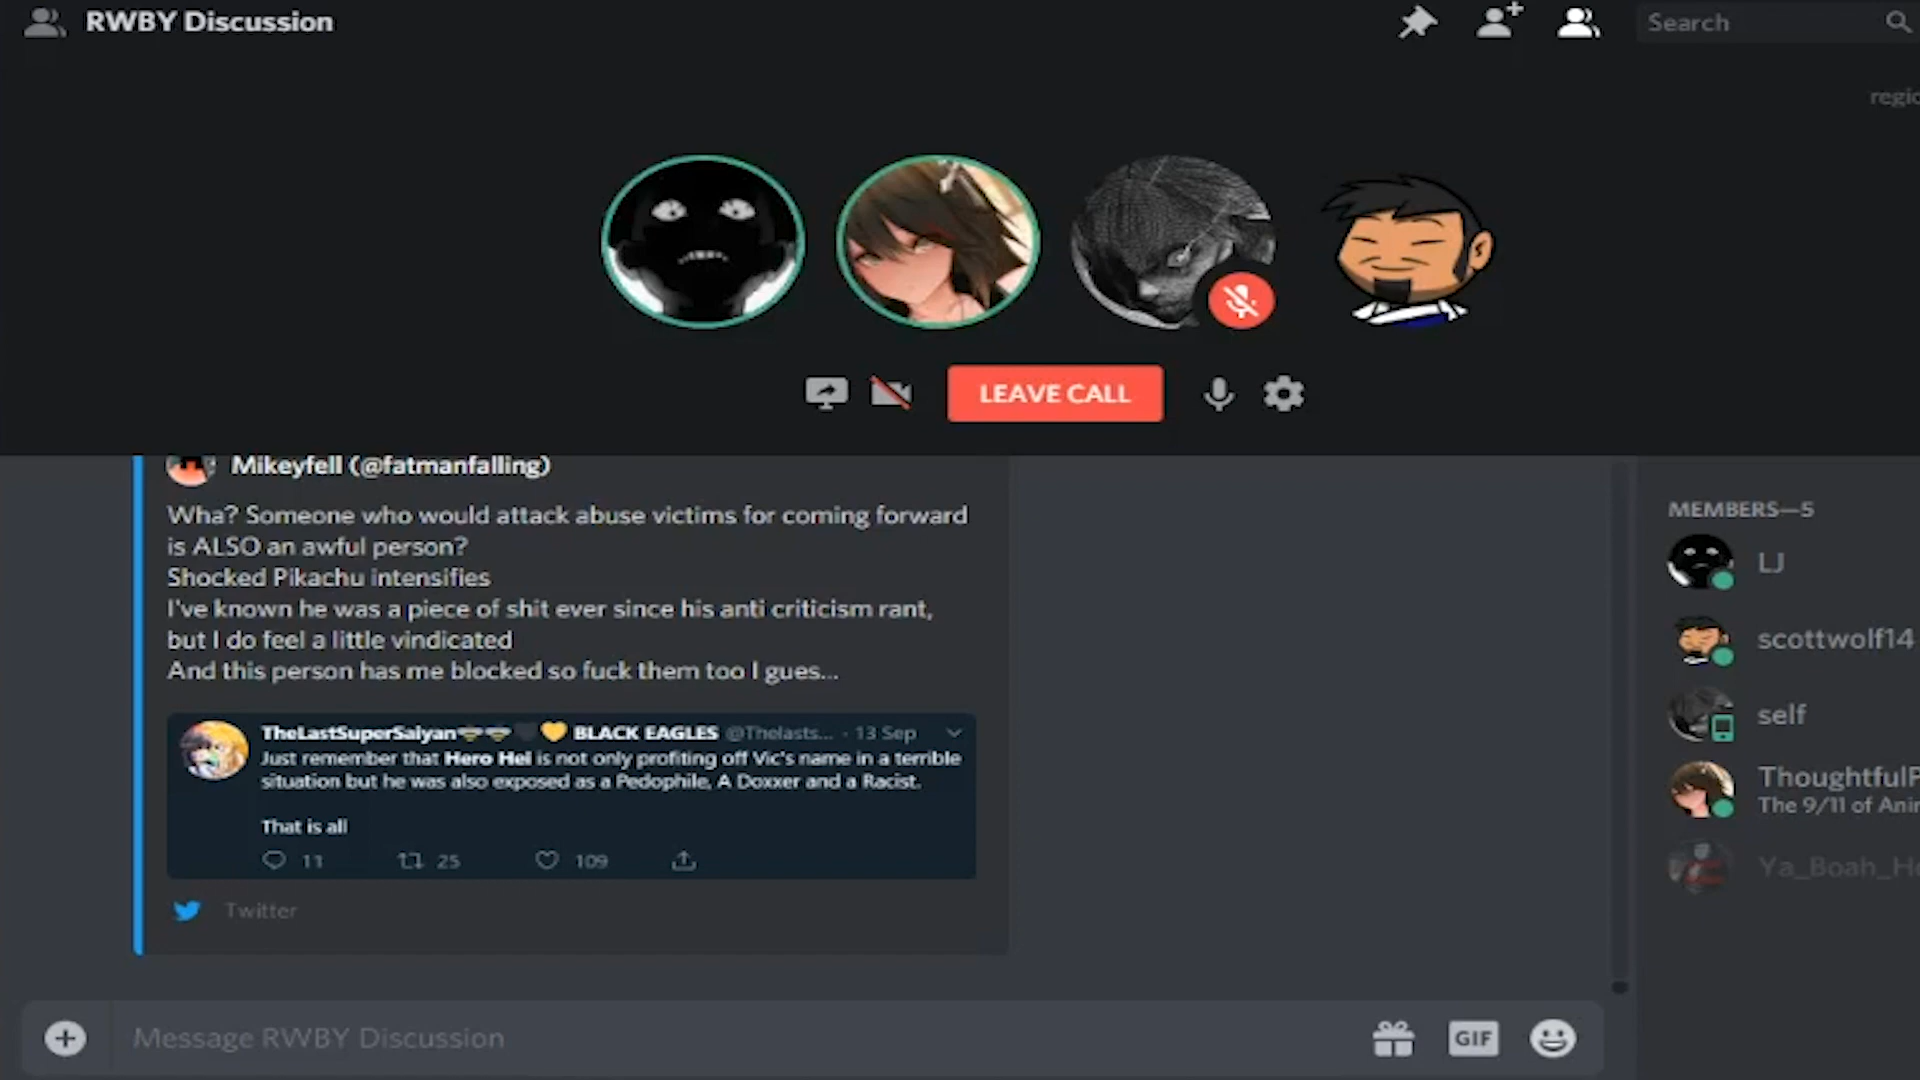 RWBY Discussion
Search
regio
LEAVE CALL
Mikeyfell (@fatmanfalling)
Wha? Someone who would attack abuse victims for coming forward
is ALSO an awful person?
Shocked Pikachu intensifies
I've known he was a piece of shit ever since his anti criticism rant,
but I do feel a little vindicated
And this person has me blocked so fuck them too I gues...
TheLastSuperSaiyan BLACK EAGLES @Thelasts... · 13 Sep
Just remember that Hero Hei is not only profiting off Vic's name in a terrible
situation but he was also exposed as a Pedophile, A Doxxer and a Racist.
That is all
11 25 109
Twitter
Message RWBY Discussion
GIF
MEMBERS—5
LJ
scottwolf14
self
ThoughtfulP
The 9/11 of Ani
Ya_Boah_He